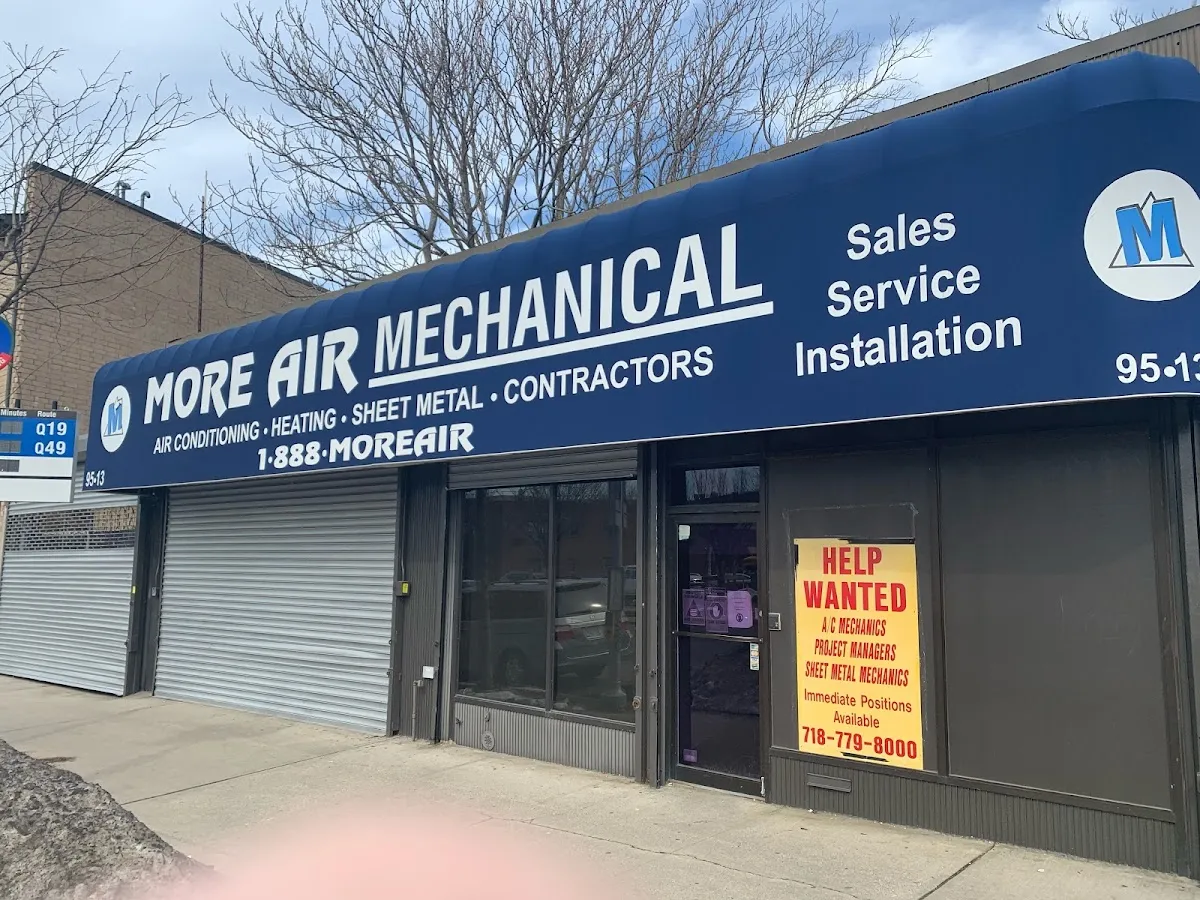 M
MORE AIR MECHANICAL
AIR CONDITIONING • HEATING • SHEET METAL • CONTRACTORS
1•888•MOREAIR
95•13
Sales
Service
Installation
M
95•13
Minutes Route
Q19
Q49
HELP
WANTED
A/C MECHANICS
PROJECT MANAGERS
SHEET METAL MECHANICS
Immediate Positions
Available
718-779-8000